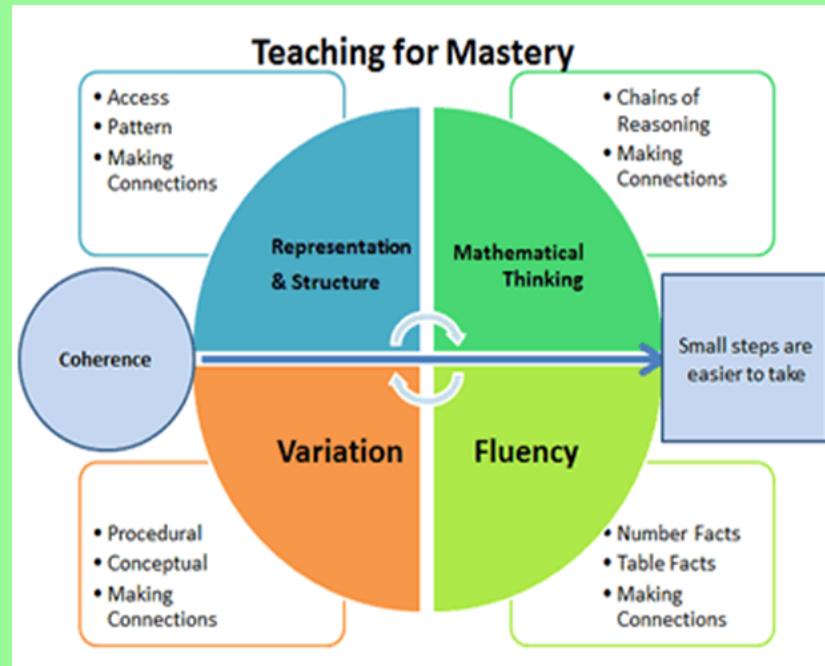 Teaching for Mastery
• Access
• Pattern
• Making
Connections
• Chains of
Reasoning
• Making
Connections
Representation
& Structure
Mathematical
Thinking
Coherence
Small steps are
easier to take
Variation
Fluency
• Procedural
• Conceptual
• Making
Connections
• Number Facts
• Table Facts
• Making
Connections